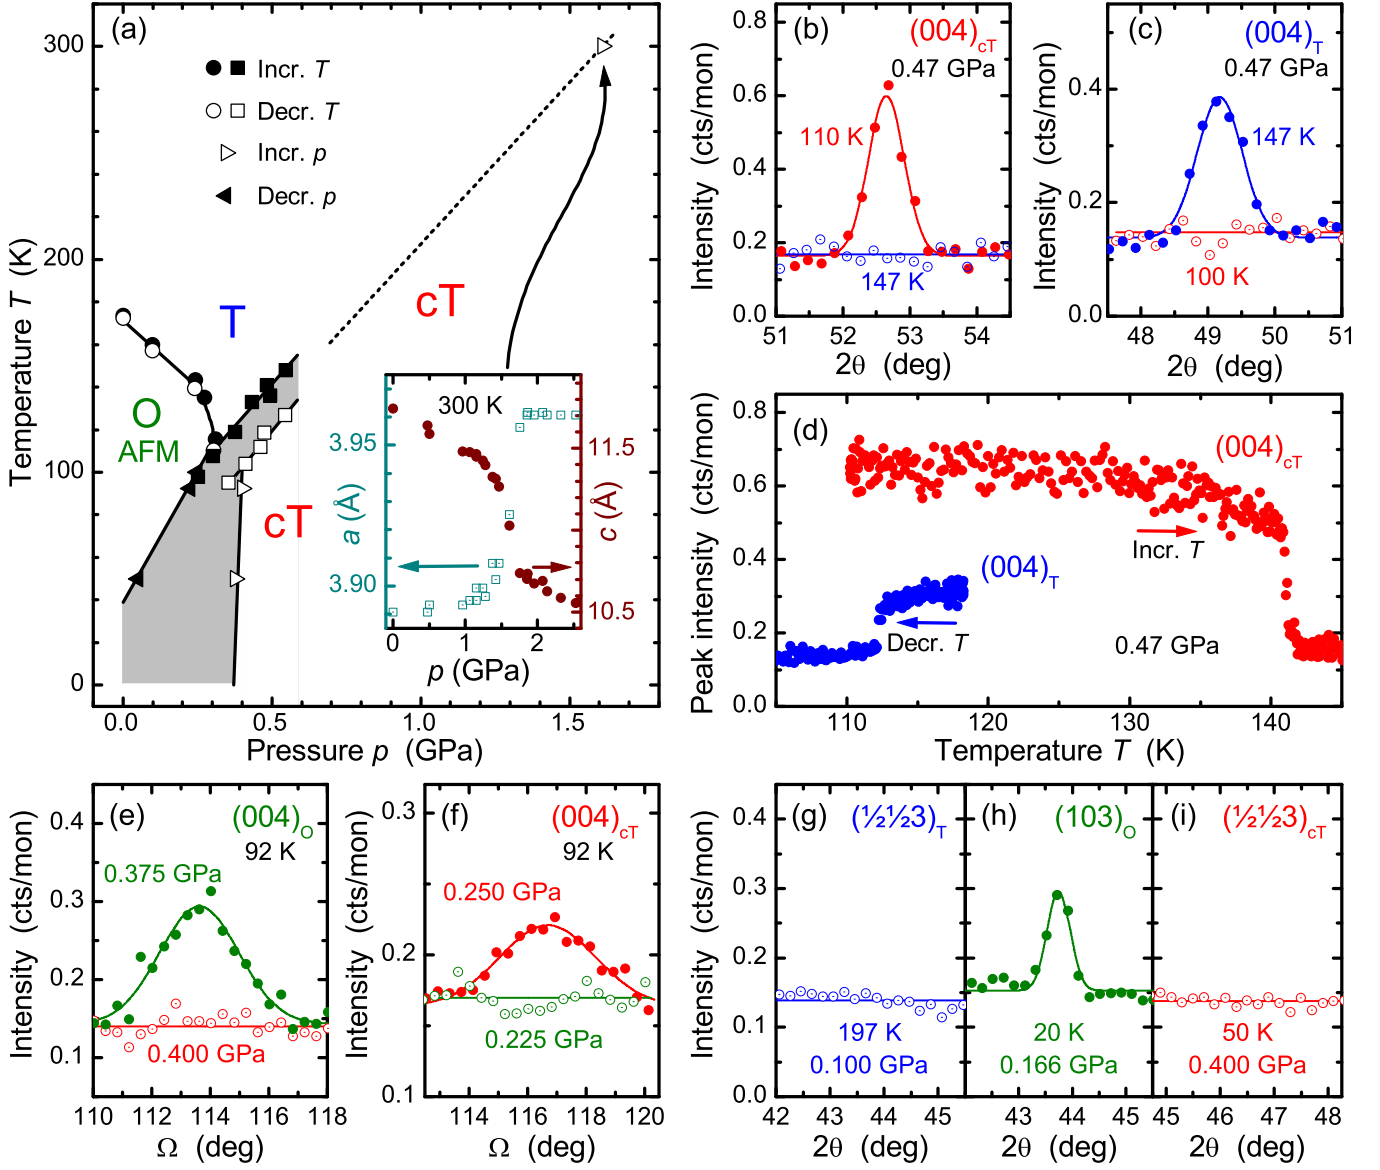 (a)
Temperature T (K)
300
200
100
0
Incr. T
Decr. T
Incr. p
Decr. p
T
cT
O
AFM
cT
300 K
a (Å)
3.95
3.90
c (Å)
11.5
10.5
0 1 2
p (GPa)
0.0 0.5 1.0 1.5
Pressure p (GPa)
(b)
(004)cT
0.47 GPa
110 K
147 K
Intensity (cts/mon)
0.8
0.6
0.4
0.2
0.0
51 52 53 54
2θ (deg)
(c)
(004)T
0.47 GPa
147 K
100 K
Intensity (cts/mon)
0.4
0.2
0.0
48 49 50 51
2θ (deg)
(d)
(004)cT
Incr. T
(004)T
Decr. T
0.47 GPa
Peak intensity (cts/mon)
0.8
0.6
0.4
0.2
0.0
110 120 130 140
Temperature T (K)
(e)
(004)O
92 K
0.375 GPa
0.400 GPa
Intensity (cts/mon)
0.4
0.3
0.2
0.1
110 112 114 116 118
Ω (deg)
(f)
(004)cT
92 K
0.250 GPa
0.225 GPa
Intensity (cts/mon)
0.3
0.2
0.1
114 116 118 120
Ω (deg)
(g)
(½½3)T
197 K
0.100 GPa
Intensity (cts/mon)
0.4
0.3
0.2
0.1
0.0
42 43 44 45
2θ (deg)
(h)
(103)O
20 K
0.166 GPa
43 44 45
2θ (deg)
(i)
(½½3)cT
50 K
0.400 GPa
45 46 47 48
2θ (deg)